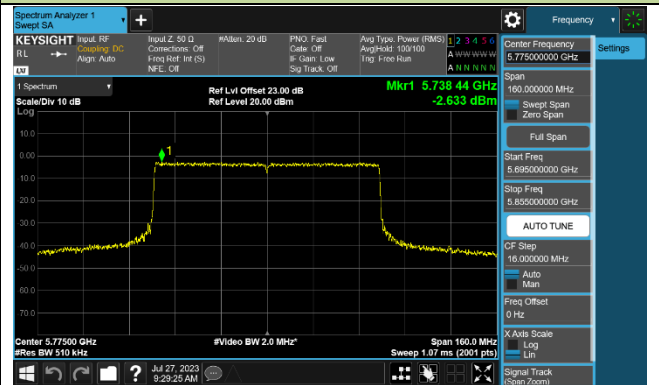 Spectrum Analyzer 1
Swept SA
Frequency
KEYSIGHT
RL
LXI
Input: RF
Coupling: DC
Align: Auto
Input Z: 50 Ω
Corrections: Off
Freq Ref: Int (S)
NFE: Off
#Atten: 20 dB
PNO: Fast
Gate: Off
IF Gain: Low
Sig Track: Off
Avg Type: Power (RMS)
Avg|Hold: 100/100
Trig: Free Run
1 2 3 4 5 6
A W W W W W
A N N N N N
1 Spectrum
Scale/Div 10 dB
Log
Ref Lvl Offset 23.00 dB
Ref Level 20.00 dBm
Mkr1 5.738 44 GHz
-2.633 dBm
10.0
0.00
-10.0
-20.0
-30.0
-40.0
-50.0
-60.0
-70.0
1
Center 5.77500 GHz
#Res BW 510 kHz
#Video BW 2.0 MHz*
Span 160.0 MHz
Sweep 1.07 ms (2001 pts)
Jul 27, 2023
9:29:25 AM
Center Frequency
5.775000000 GHz
Settings
Span
160.000000 MHz
Swept Span
Zero Span
Full Span
Start Freq
5.695000000 GHz
Stop Freq
5.855000000 GHz
AUTO TUNE
CF Step
16.000000 MHz
Auto
Man
Freq Offset
0 Hz
X Axis Scale
Log
Lin
Signal Track
(Span Zoom)